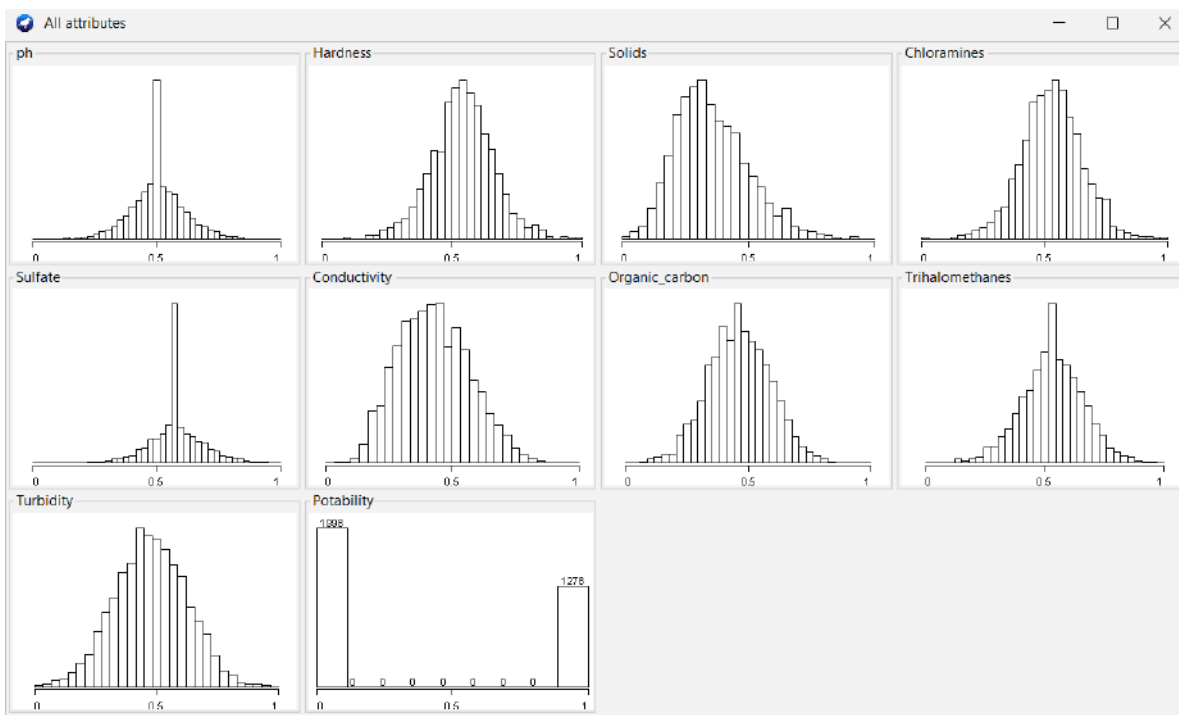 All attributes
ph
Hardness
Solids
Chloramines
0 0.5 1
0 0.5 1
0 0.5 1
0 0.5 1
Sulfate
Conductivity
Organic_carbon
Trihalomethanes
0 0.5 1
0 0.5 1
0 0.5 1
0 0.5 1
Turbidity
Potability
1998
1278
0 0 0 0 0 0 0
0 0.5 1
0 0.5 1